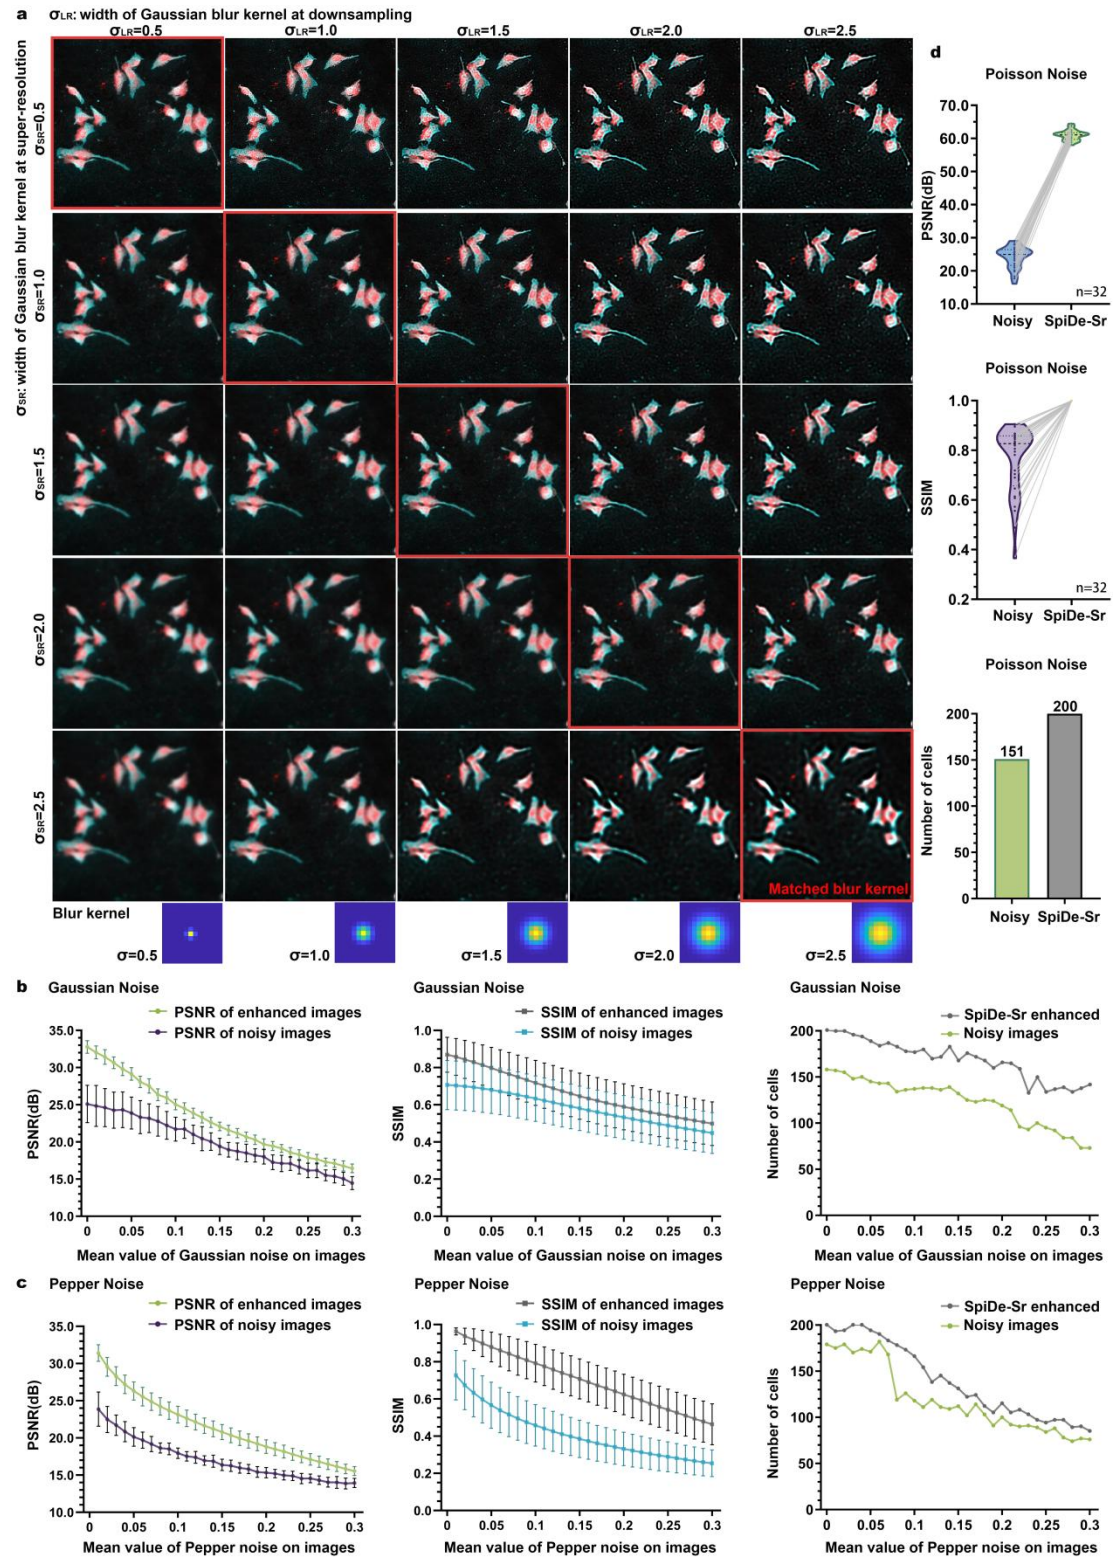 a σLR: width of Gaussian blur kernel at downsampling
σLR=0.5 σLR=1.0 σLR=1.5 σLR=2.0 σLR=2.5
σSR: width of Gaussian blur kernel at super-resolution
σSR=0.5
σSR=1.0
σSR=1.5
σSR=2.0
σSR=2.5
Matched blur kernel
Blur kernel
σ=0.5 σ=1.0 σ=1.5 σ=2.0 σ=2.5
d
Poisson Noise
PSNR(dB)
70.0
60.0
50.0
40.0
30.0
20.0
10.0
n=32
Noisy SpiDe-Sr
Poisson Noise
SSIM
1.0
0.8
0.6
0.4
0.2
n=32
Noisy SpiDe-Sr
Poisson Noise
Number of cells
200
150
100
50
0
151
200
Noisy SpiDe-Sr
b Gaussian Noise
PSNR of enhanced images
PSNR of noisy images
PSNR(dB)
35.0
30.0
25.0
20.0
15.0
10.0
0 0.05 0.1 0.15 0.2 0.25 0.3
Mean value of Gaussian noise on images
Gaussian Noise
SSIM of enhanced images
SSIM of noisy images
SSIM
1.0
0.8
0.6
0.4
0.2
0.0
0 0.05 0.1 0.15 0.2 0.25 0.3
Mean value of Gaussian noise on images
Gaussian Noise
SpiDe-Sr enhanced
Noisy images
Number of cells
200
150
100
50
0
0 0.05 0.1 0.15 0.2 0.25 0.3
Mean value of Gaussian noise on images
c Pepper Noise
PSNR of enhanced images
PSNR of noisy images
PSNR(dB)
35.0
30.0
25.0
20.0
15.0
10.0
0 0.05 0.1 0.15 0.2 0.25 0.3
Mean value of Pepper noise on images
Pepper Noise
SSIM of enhanced images
SSIM of noisy images
SSIM
1.0
0.8
0.6
0.4
0.2
0.0
0 0.05 0.1 0.15 0.2 0.25 0.3
Mean value of Pepper noise on images
Pepper Noise
SpiDe-Sr enhanced
Noisy images
Number of cells
200
150
100
50
0
0 0.05 0.1 0.15 0.2 0.25 0.3
Mean value of Pepper noise on images